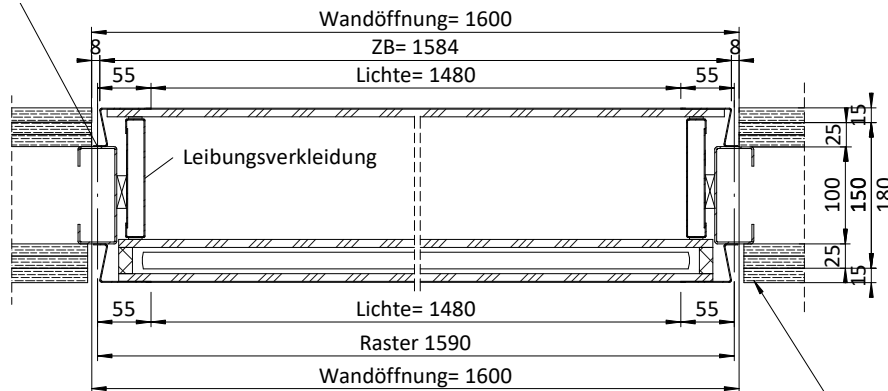 Wandöffnung= 1600
8 ZB= 1584 8
55 Lichte= 1480 55
15
25
Leibungsverkleidung
100 150 180
25
15
55 Lichte= 1480 55
Raster 1590
Wandöffnung= 1600